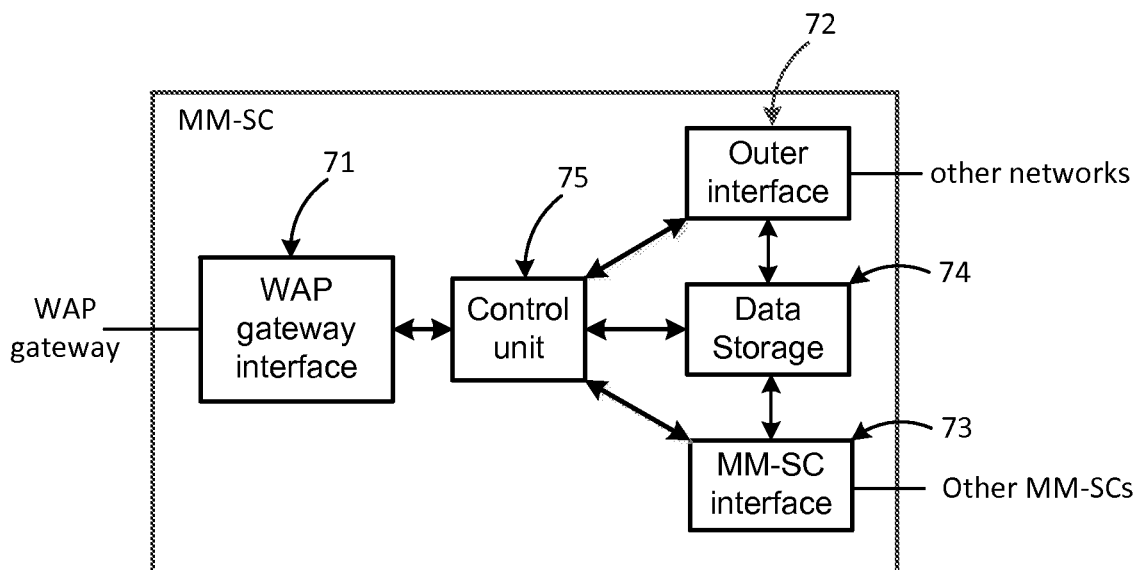 72
MM-SC
Outer
interface
other networks
71
75
74
WAP
gateway
WAP
gateway
interface
Control
unit
Data
Storage
73
MM-SC
interface
Other MM-SCs